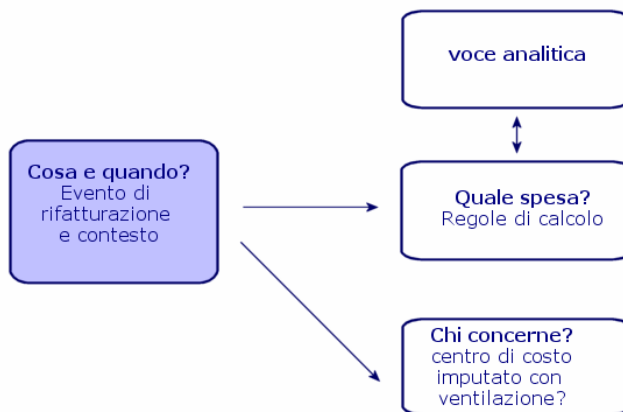 voce analitica
Cosa e quando?
Evento di
rifatturazione
e contesto
Quale spesa?
Regole di calcolo
Chi concerne?
centro di costo
imputato con
ventilazione?